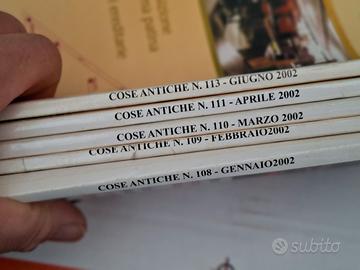 COSE ANTICHE N. 113 - GIUGNO 2002
COSE ANTICHE N. 111 - APRILE 2002
COSE ANTICHE N. 110 - MARZO 2002
COSE ANTICHE N. 109 - FEBBRAIO2002
COSE ANTICHE N. 108 - GENNAIO2002
subito